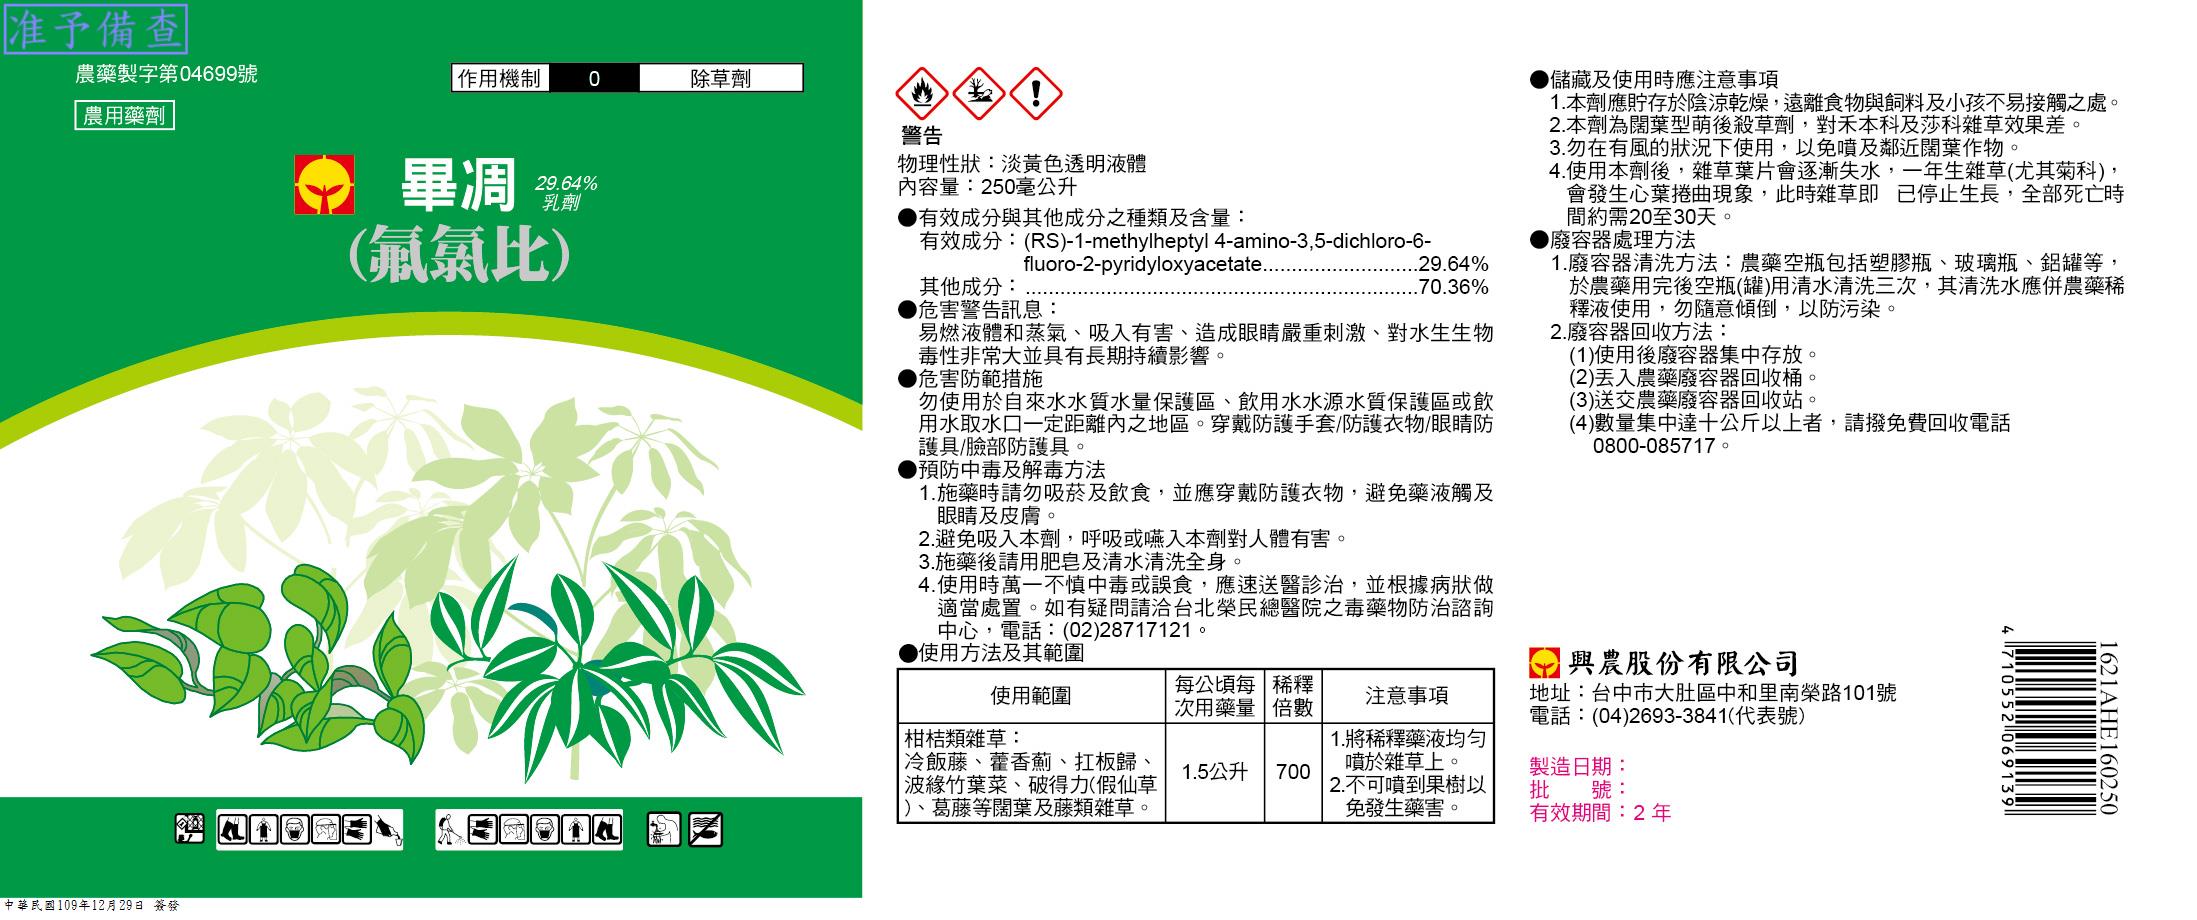 准予備查
農藥製字第04699號
農用藥劑
作用機制 0 除草劑
畢凋 29.64% 乳劑
(氟氯比)
中華民國109年12月29日 簽發
警告
物理性狀：淡黃色透明液體
內容量：250毫公升
●有效成分與其他成分之種類及含量：
有效成分：(RS)-1-methylheptyl 4-amino-3,5-dichloro-6-
fluoro-2-pyridyloxyacetate...........................29.64%
其他成分：....................................................................70.36%
●危害警告訊息：
易燃液體和蒸氣、吸入有害、造成眼睛嚴重刺激、對水生生物
毒性非常大並具有長期持續影響。
●危害防範措施
勿使用於自來水水質水量保護區、飲用水水源水質保護區或飲
用水取水口一定距離內之地區。穿戴防護手套/防護衣物/眼睛防
護具/臉部防護具。
●預防中毒及解毒方法
1.施藥時請勿吸菸及飲食，並應穿戴防護衣物，避免藥液觸及
眼睛及皮膚。
2.避免吸入本劑，呼吸或嚥入本劑對人體有害。
3.施藥後請用肥皂及清水清洗全身。
4.使用時萬一不慎中毒或誤食，應速送醫診治，並根據病狀做
適當處置。如有疑問請洽台北榮民總醫院之毒藥物防治諮詢
中心，電話：(02)28717121。
●使用方法及其範圍
使用範圍 每公頃每次用藥量 稀釋倍數 注意事項
柑桔類雜草：
冷飯藤、藿香薊、扛板歸、
波緣竹葉菜、破得力(假仙草
)、葛藤等闊葉及藤類雜草。
1.5公升
700
1.將稀釋藥液均勻
噴於雜草上。
2.不可噴到果樹以
免發生藥害。
●儲藏及使用時應注意事項
1.本劑應貯存於陰涼乾燥，遠離食物與飼料及小孩不易接觸之處。
2.本劑為闊葉型萌後殺草劑，對禾本科及莎科雜草效果差。
3.勿在有風的狀況下使用，以免噴及鄰近闊葉作物。
4.使用本劑後，雜草葉片會逐漸失水，一年生雜草(尤其菊科)，
會發生心葉捲曲現象，此時雜草即 已停止生長，全部死亡時
間約需20至30天。
●廢容器處理方法
1.廢容器清洗方法：農藥空瓶包括塑膠瓶、玻璃瓶、鋁罐等，
於農藥用完後空瓶(罐)用清水清洗三次，其清洗水應併農藥稀
釋液使用，勿隨意傾倒，以防污染。
2.廢容器回收方法：
(1)使用後廢容器集中存放。
(2)丟入農藥廢容器回收桶。
(3)送交農藥廢容器回收站。
(4)數量集中達十公斤以上者，請撥免費回收電話
0800-085717。
興農股份有限公司
地址：台中市大肚區中和里南榮路101號
電話：(04)2693-3841(代表號)
製造日期：
批 號：
有效期間：2 年
4 710552 069139
1621AHE160250